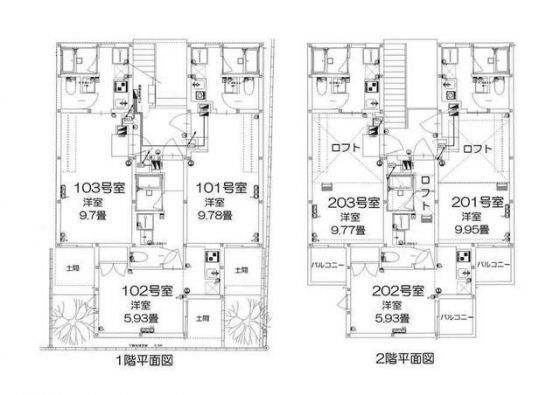 103号室
洋室
9.7畳
101号室
洋室
9.78畳
土間
土間
102号室
洋室
5.93畳
土間
1階平面図
ロフト
ロフト
ロフト
203号室
洋室
9.77畳
201号室
洋室
9.95畳
バルコニー
バルコニー
202号室
洋室
5.93畳
バルコニー
2階平面図